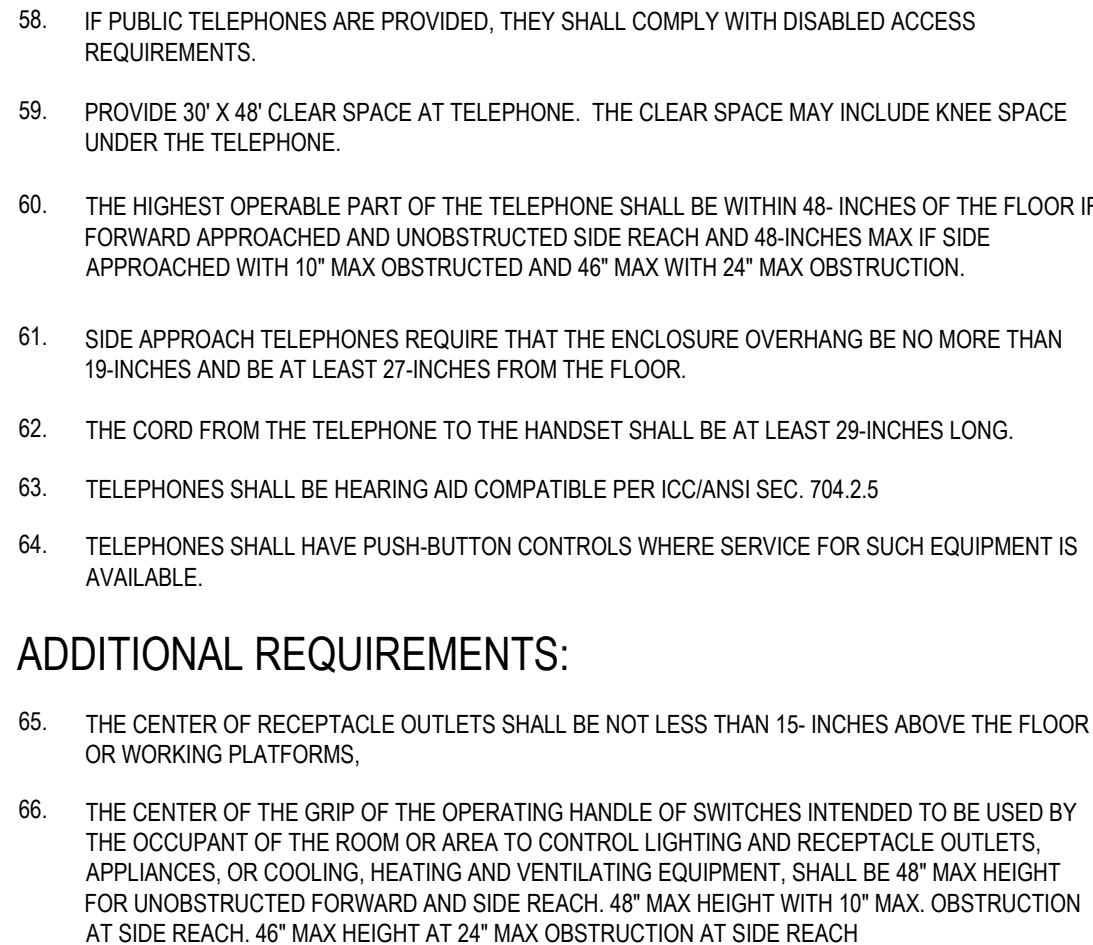 58. IF PUBLIC TELEPHONES ARE PROVIDED, THEY SHALL COMPLY WITH DISABLED ACCESS
REQUIREMENTS.
59. PROVIDE 30' X 48' CLEAR SPACE AT TELEPHONE. THE CLEAR SPACE MAY INCLUDE KNEE SPACE
UNDER THE TELEPHONE.
60. THE HIGHEST OPERABLE PART OF THE TELEPHONE SHALL BE WITHIN 48- INCHES OF THE FLOOR IF
FORWARD APPROACHED AND UNOBSTRUCTED SIDE REACH AND 48-INCHES MAX IF SIDE
APPROACHED WITH 10" MAX OBSTRUCTED AND 46" MAX WITH 24" MAX OBSTRUCTION.
61. SIDE APPROACH TELEPHONES REQUIRE THAT THE ENCLOSURE OVERHANG BE NO MORE THAN
19-INCHES AND BE AT LEAST 27-INCHES FROM THE FLOOR.
62. THE CORD FROM THE TELEPHONE TO THE HANDSET SHALL BE AT LEAST 29-INCHES LONG.
63. TELEPHONES SHALL BE HEARING AID COMPATIBLE PER ICC/ANSI SEC. 704.2.5
64. TELEPHONES SHALL HAVE PUSH-BUTTON CONTROLS WHERE SERVICE FOR SUCH EQUIPMENT IS
AVAILABLE.
ADDITIONAL REQUIREMENTS:
65. THE CENTER OF RECEPTACLE OUTLETS SHALL BE NOT LESS THAN 15- INCHES ABOVE THE FLOOR
OR WORKING PLATFORMS,
66. THE CENTER OF THE GRIP OF THE OPERATING HANDLE OF SWITCHES INTENDED TO BE USED BY
THE OCCUPANT OF THE ROOM OR AREA TO CONTROL LIGHTING AND RECEPTACLE OUTLETS,
APPLIANCES, OR COOLING, HEATING AND VENTILATING EQUIPMENT, SHALL BE 48" MAX HEIGHT
FOR UNOBSTRUCTED FORWARD AND SIDE REACH. 48" MAX HEIGHT WITH 10" MAX. OBSTRUCTION
AT SIDE REACH. 46" MAX HEIGHT AT 24" MAX OBSTRUCTION AT SIDE REACH